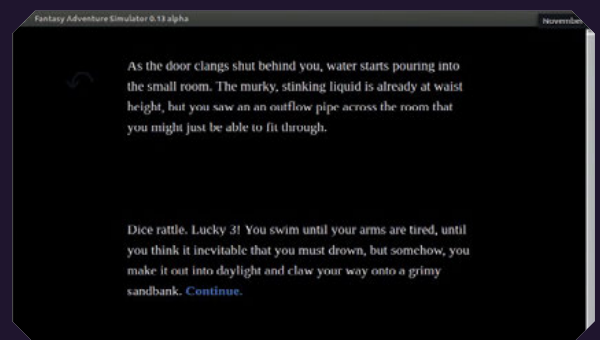 Fantasy Adventure Simulator 0.13 alpha
November
As the door clangs shut behind you, water starts pouring into
the small room. The murky, stinking liquid is already at waist
height, but you saw an an outflow pipe across the room that
you might just be able to fit through.
Dice rattle. Lucky 3! You swim until your arms are tired, until
you think it inevitable that you must drown, but somehow, you
make it out into daylight and claw your way onto a grimy
sandbank. Continue.